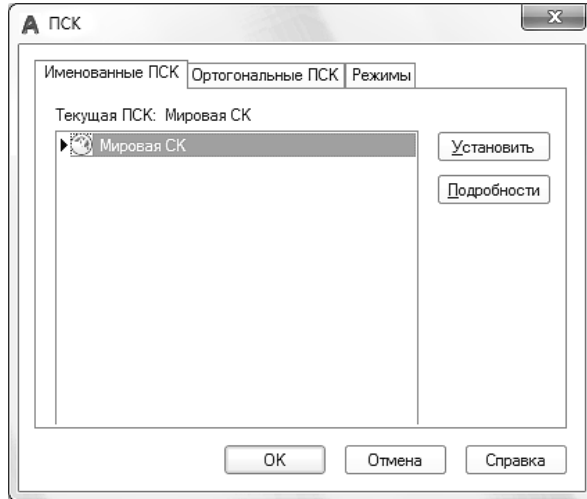 ПСК
Именованные ПСК Ортогональные ПСК Режимы
Текущая ПСК: Мировая СК
Мировая СК
Установить
Подробности
OK Отмена Справка